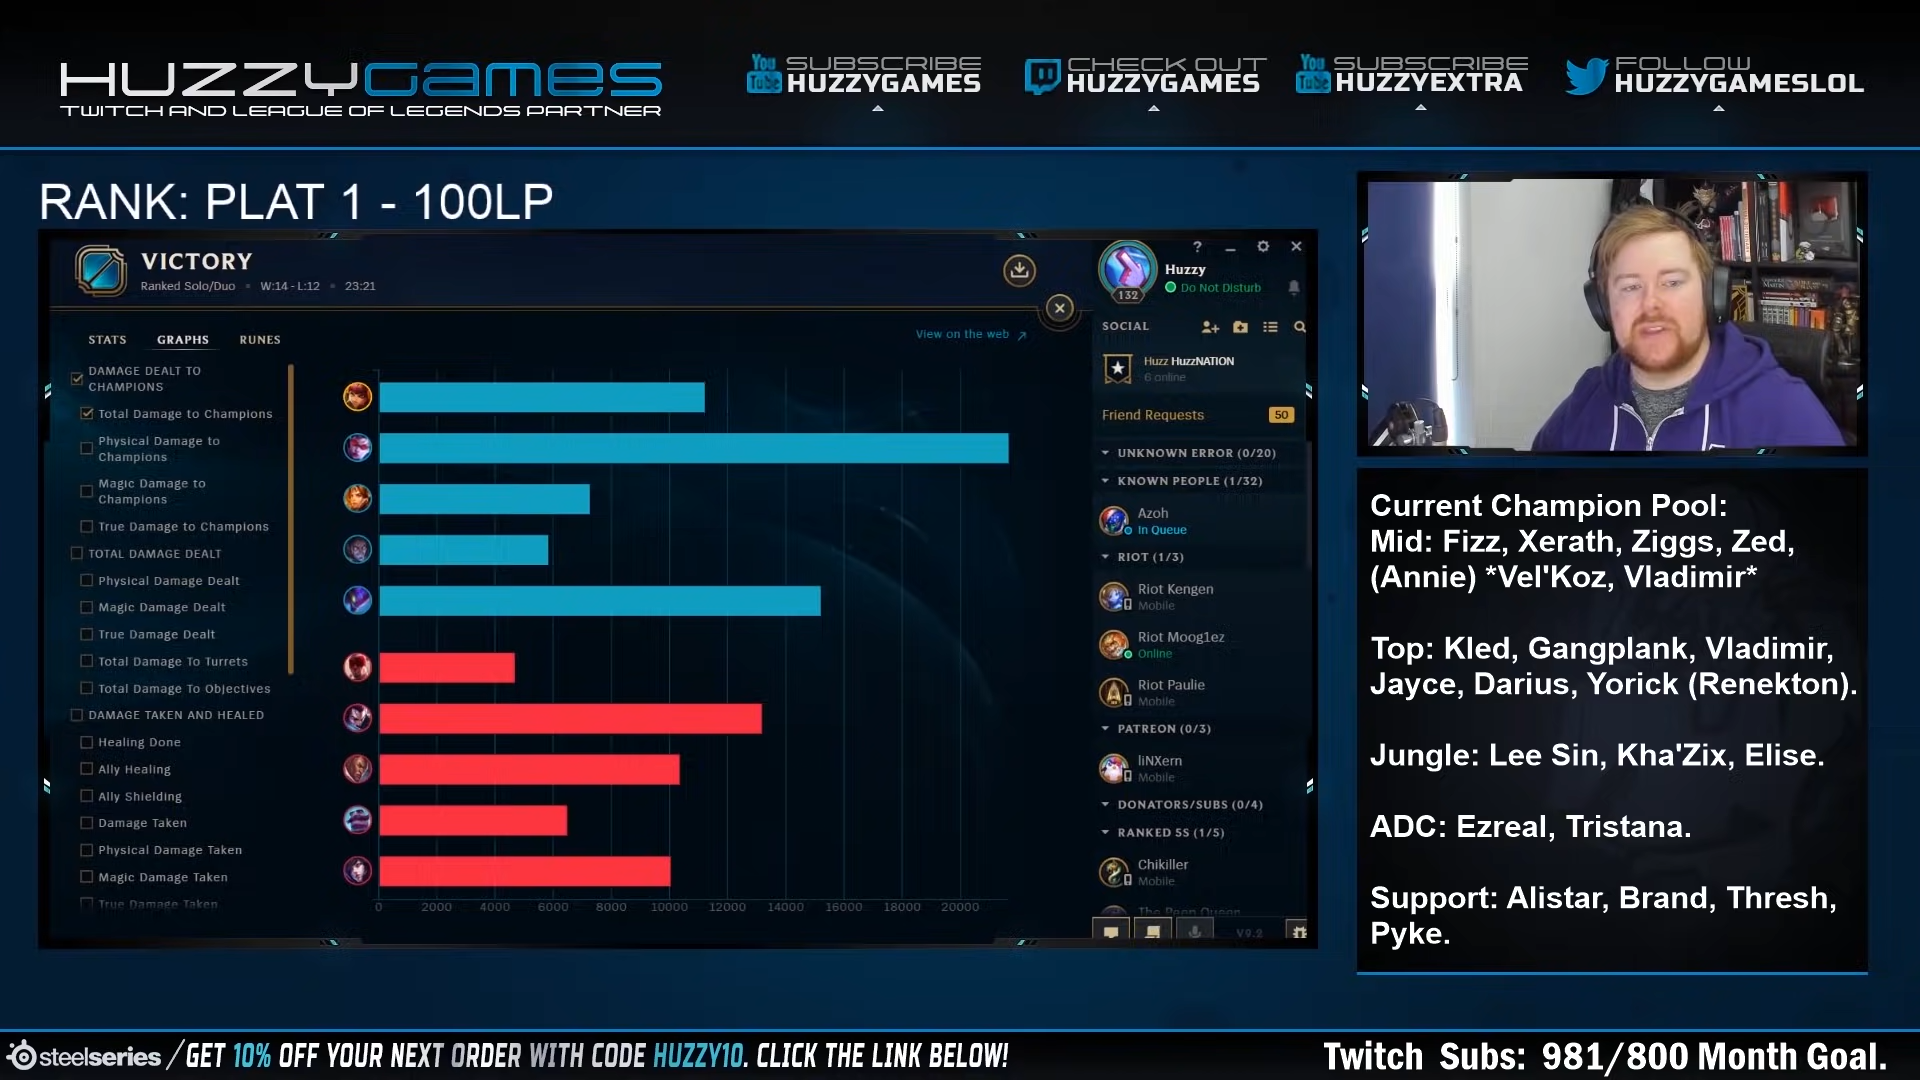 HUZZYGAMES
TWITCH AND LEAGUE OF LEGENDS PARTNER
You Tube SUBSCRIBE HUZZYGAMES
CHECK OUT HUZZYGAMES
You Tube SUBSCRIBE HUZZYEXTRA
FOLLOW HUZZYGAMESLOL
RANK: PLAT 1 - 100LP
VICTORY
Ranked Solo/Duo • W:14 - L:12 • 23:21
STATS GRAPHS RUNES
View on the web
DAMAGE DEALT TO
CHAMPIONS
Total Damage to Champions
Physical Damage to
Champions
Magic Damage to
Champions
True Damage to Champions
TOTAL DAMAGE DEALT
Physical Damage Dealt
Magic Damage Dealt
True Damage Dealt
Total Damage To Turrets
Total Damage To Objectives
DAMAGE TAKEN AND HEALED
Healing Done
Ally Healing
Ally Shielding
Damage Taken
Physical Damage Taken
Magic Damage Taken
True Damage Taken
0 2000 4000 6000 8000 10000 12000 14000 16000 18000 20000
?
Huzzy
132
Do Not Disturb
SOCIAL
Huzz HuzzNATION
6 online
Friend Requests 50
UNKNOWN ERROR (0/20)
KNOWN PEOPLE (1/32)
Azoh
In Queue
RIOT (1/3)
Riot Kengen
Mobile
Riot Moog1ez
Online
Riot Paulie
Mobile
PATREON (0/3)
liNXern
Mobile
DONATORS/SUBS (0/4)
RANKED 5S (1/5)
Chikiller
Mobile
V9.2
Current Champion Pool:
Mid: Fizz, Xerath, Ziggs, Zed,
(Annie) *Vel'Koz, Vladimir*
Top: Kled, Gangplank, Vladimir,
Jayce, Darius, Yorick (Renekton).
Jungle: Lee Sin, Kha'Zix, Elise.
ADC: Ezreal, Tristana.
Support: Alistar, Brand, Thresh,
Pyke.
steelseries / GET 10% OFF YOUR NEXT ORDER WITH CODE HUZZY10. CLICK THE LINK BELOW!
Twitch Subs: 981/800 Month Goal.